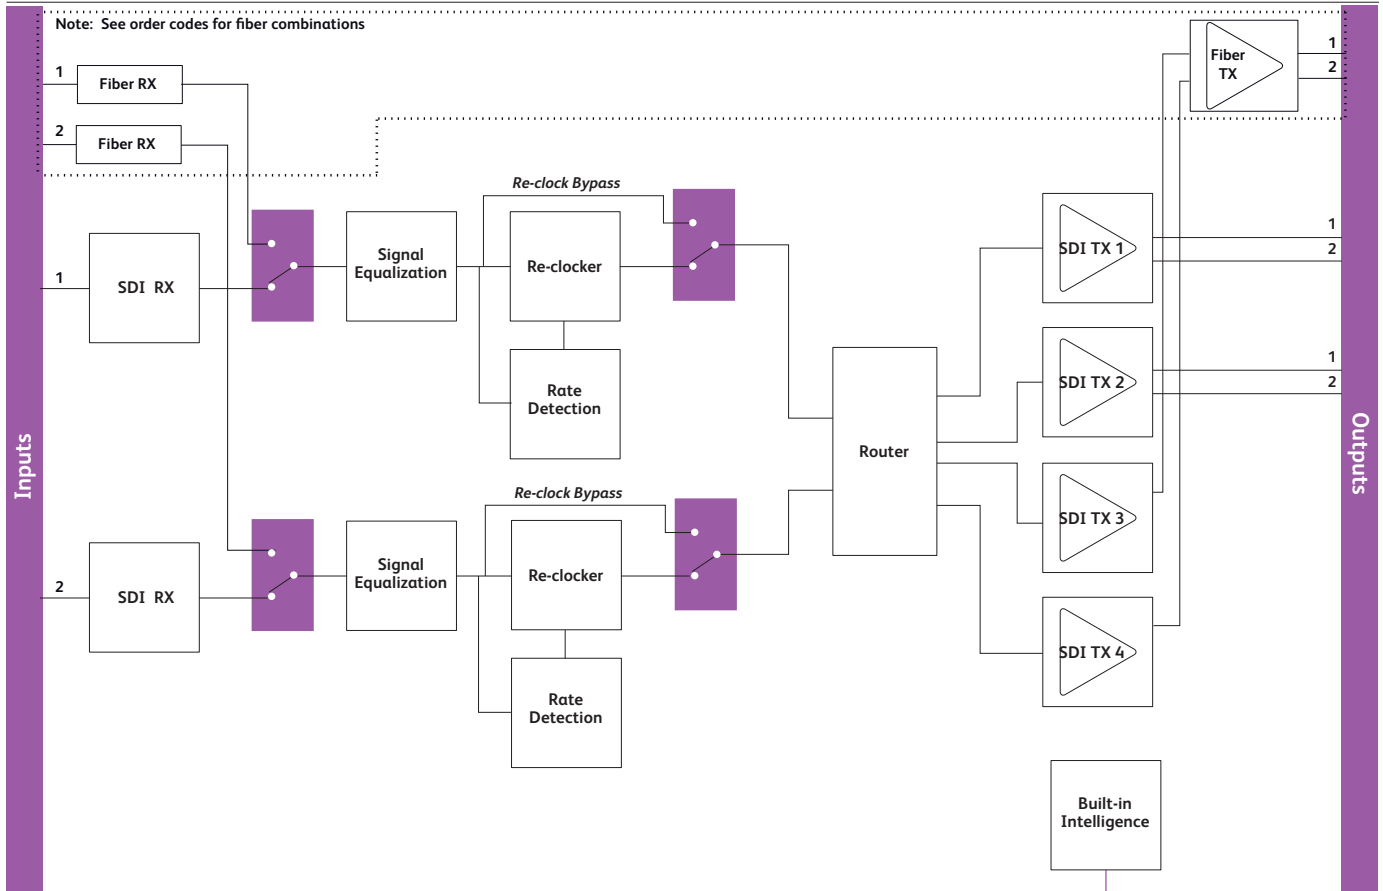 Note: See order codes for fiber combinations
1
Fiber RX
2
Fiber RX
Fiber
TX
1
2
Re-clock Bypass
1
SDI RX
Signal
Equalization
Re-clocker
Rate
Detection
SDI TX 1
1
2
SDI TX 2
1
2
Router
SDI TX 3
SDI TX 4
Inputs
Outputs
Re-clock Bypass
2
SDI RX
Signal
Equalization
Re-clocker
Rate
Detection
Built-in
Intelligence